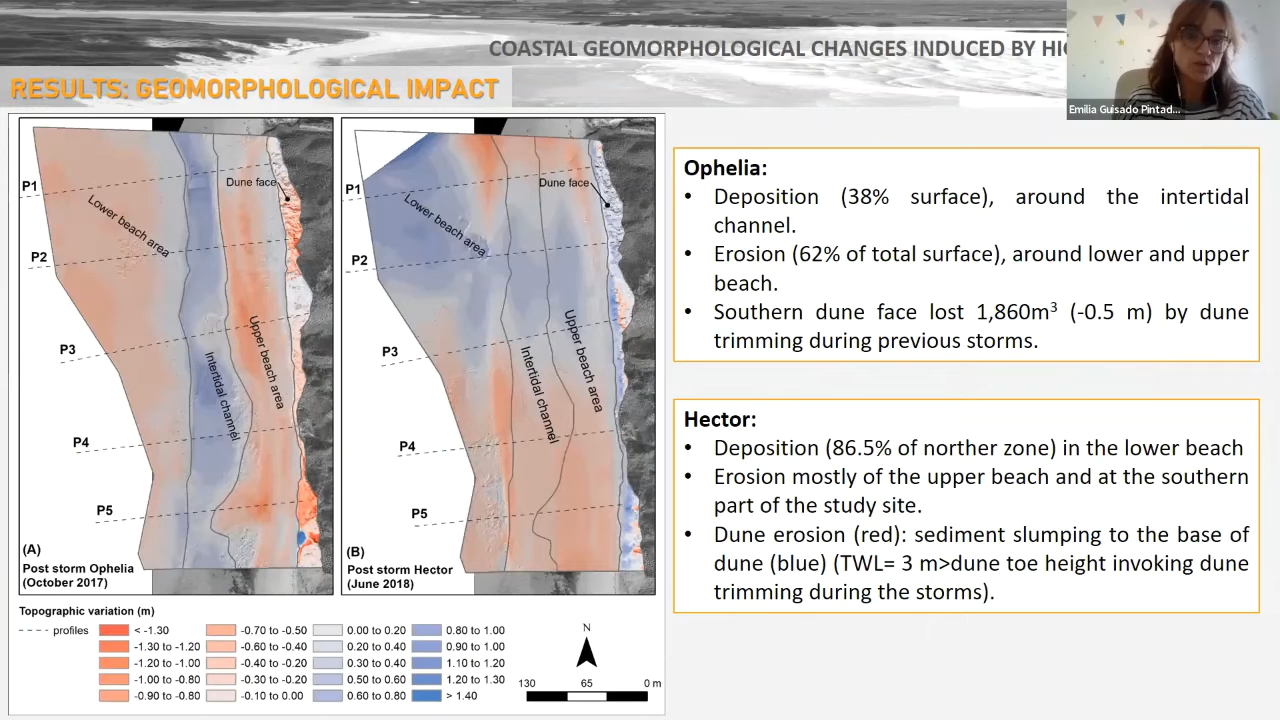 COASTAL GEOMORPHOLOGICAL CHANGES INDUCED BY
RESULTS: GEOMORPHOLOGICAL IMPACT
Emilia Guisado Pintad...
P1
P2
P3
P4
P5
Dune face
Lower beach area
Upper beach area
Intertidal channel
(A)
Post storm Ophelia
(October 2017)
P1
P2
P3
P4
P5
Dune face
Lower beach area
Upper beach area
Intertidal channel
(B)
Post storm Hector
(June 2018)
Topographic variation (m)
profiles
< -1.30
-1.30 to -1.20
-1.20 to -1.00
-1.00 to -0.80
-0.90 to -0.80
-0.70 to -0.50
-0.60 to -0.40
-0.40 to -0.20
-0.30 to -0.20
-0.10 to 0.00
0.00 to 0.20
0.20 to 0.40
0.30 to 0.40
0.50 to 0.60
0.60 to 0.80
0.80 to 1.00
0.90 to 1.00
1.10 to 1.20
1.20 to 1.30
> 1.40
N
130 65 0 m
Ophelia:
• Deposition (38% surface), around the intertidal
channel.
• Erosion (62% of total surface), around lower and upper
beach.
• Southern dune face lost 1,860m³ (-0.5 m) by dune
trimming during previous storms.
Hector:
• Deposition (86.5% of norther zone) in the lower beach
• Erosion mostly of the upper beach and at the southern
part of the study site.
• Dune erosion (red): sediment slumping to the base of
dune (blue) (TWL= 3 m>dune toe height invoking dune
trimming during the storms).